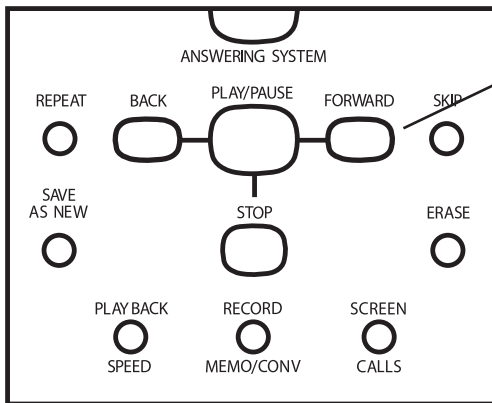 ANSWERING SYSTEM
REPEAT
BACK
PLAY/PAUSE
FORWARD
SKIP
SAVE
AS NEW
STOP
ERASE
PLAY BACK
SPEED
RECORD
MEMO/CONV
SCREEN
CALLS